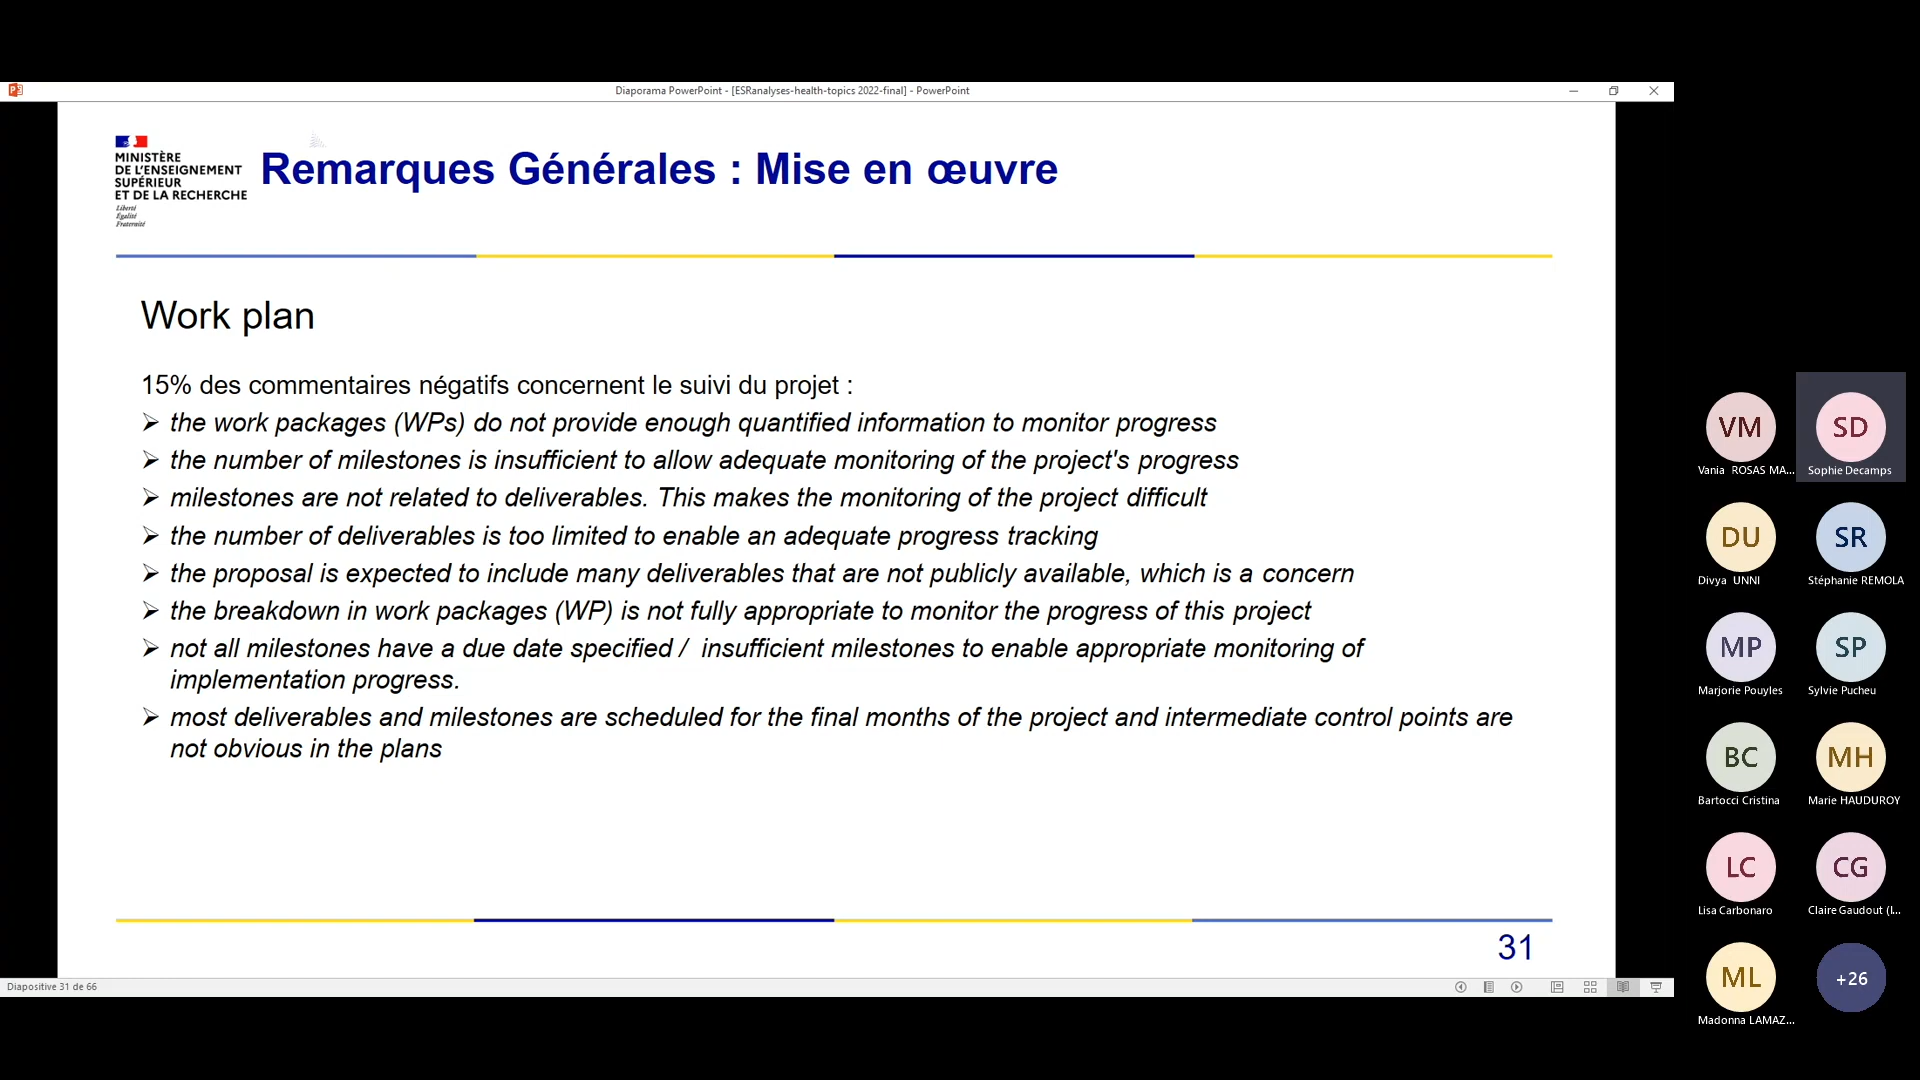 Diaporama PowerPoint - [ESRanalyses-health-topics 2022-final] - PowerPoint
MINISTÈRE
DE L'ENSEIGNEMENT
SUPÉRIEUR
ET DE LA RECHERCHE
Liberté
Égalité
Fraternité
Remarques Générales : Mise en œuvre
Work plan
15% des commentaires négatifs concernent le suivi du projet :
➢ the work packages (WPs) do not provide enough quantified information to monitor progress
➢ the number of milestones is insufficient to allow adequate monitoring of the project's progress
➢ milestones are not related to deliverables. This makes the monitoring of the project difficult
➢ the number of deliverables is too limited to enable an adequate progress tracking
➢ the proposal is expected to include many deliverables that are not publicly available, which is a concern
➢ the breakdown in work packages (WP) is not fully appropriate to monitor the progress of this project
➢ not all milestones have a due date specified / insufficient milestones to enable appropriate monitoring of
implementation progress.
➢ most deliverables and milestones are scheduled for the final months of the project and intermediate control points are
not obvious in the plans
31
Diapositive 31 de 66
VM
Vania ROSAS MA...
SD
Sophie Decamps
DU
Divya UNNI
SR
Stéphanie REMOLA
MP
Marjorie Pouyles
SP
Sylvie Pucheu
BC
Bartocci Cristina
MH
Marie HAUDUROY
LC
Lisa Carbonaro
CG
Claire Gaudout (I...
ML
Madonna LAMAZ...
+26